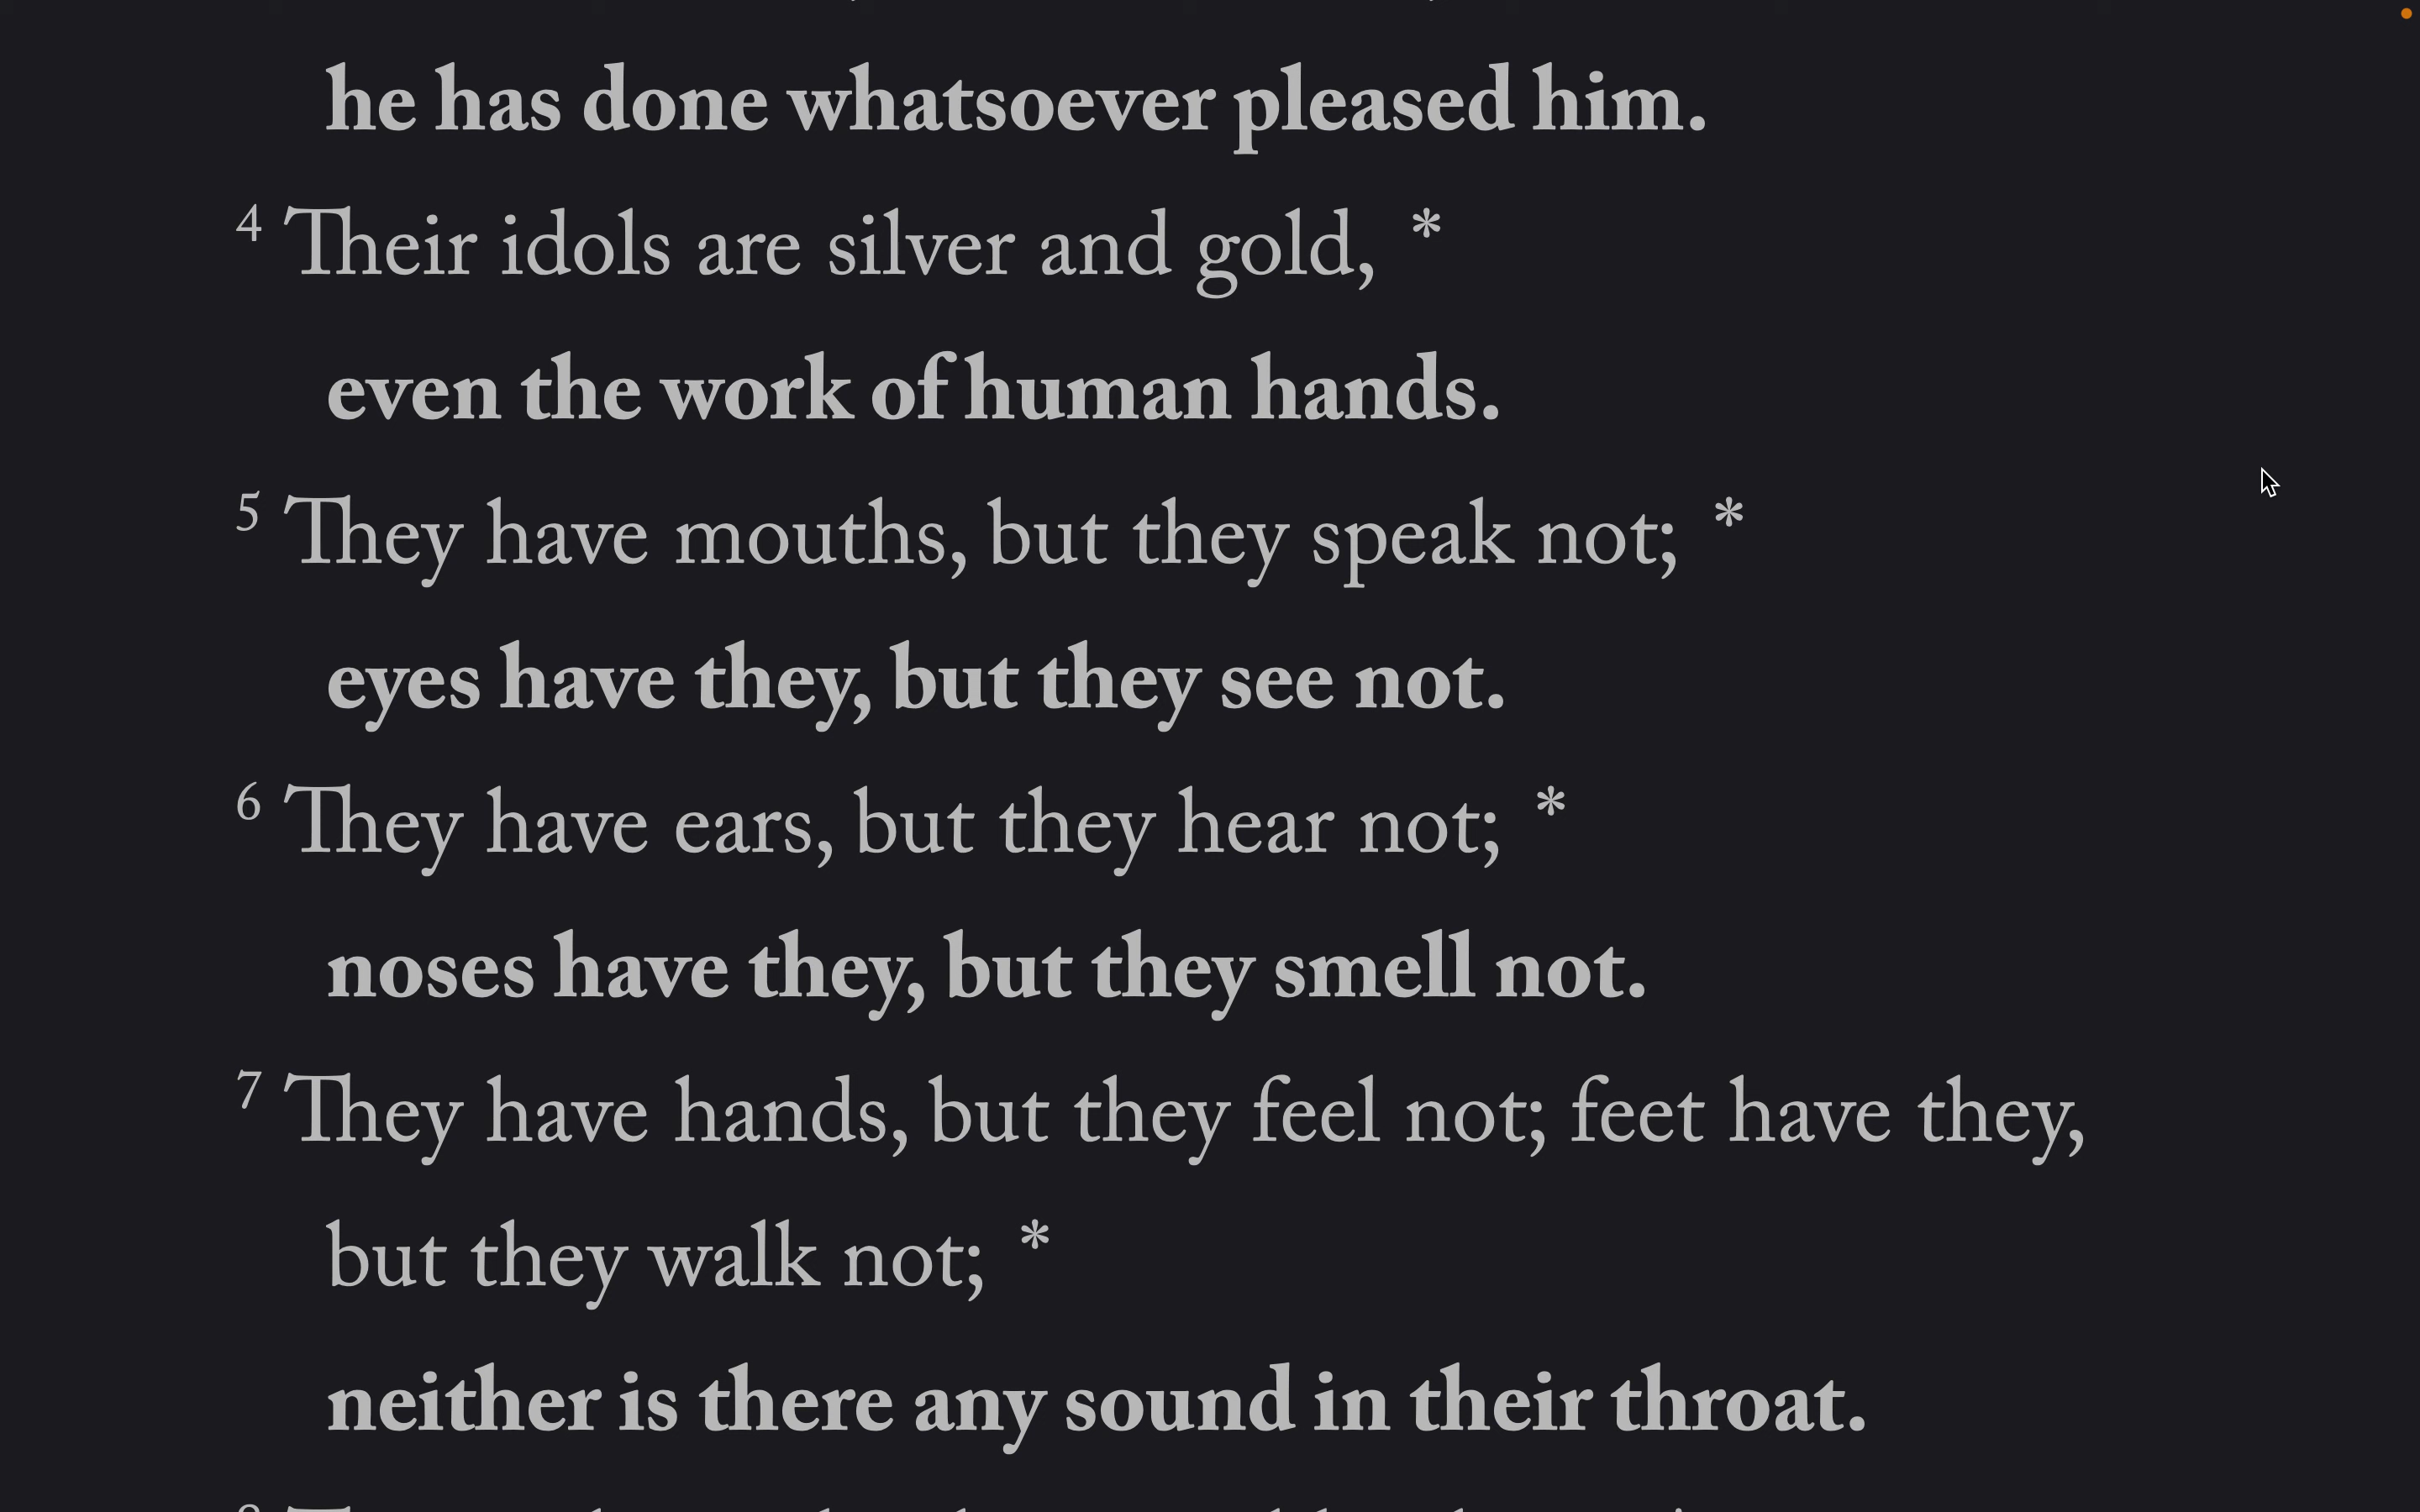 he has done whatsoever pleased him.
4 Their idols are silver and gold, *
even the work of human hands.
5 They have mouths, but they speak not; *
eyes have they, but they see not.
6 They have ears, but they hear not; *
noses have they, but they smell not.
7 They have hands, but they feel not; feet have they,
but they walk not; *
neither is there any sound in their throat.